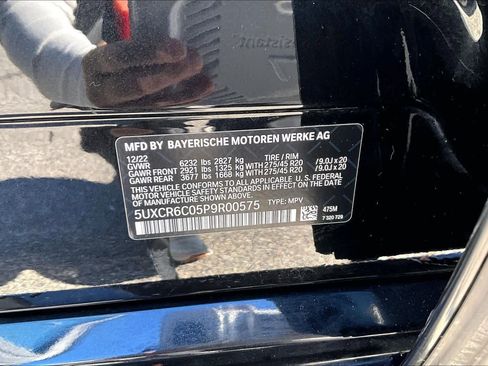 assistant
MFD BY BAYERISCHE MOTOREN WERKE AG
12/22
GVWR 6232 lbs 2827 kg TIRE / RIM
GAWR FRONT 2921 lbs 1325 kg WITH 275/45 R20 /9.0J x 20
GAWR REAR 3677 lbs 1668 kg WITH 275/45 R20 /9.0J x 20
THIS VEHICLE CONFORMS TO ALL APPLICABLE U.S. FEDERAL
MOTOR VEHICLE SAFETY STANDARDS IN EFFECT ON THE
DATE OF MANUFACTURE SHOWN ABOVE.
5UXCR6C05P9R00575 TYPE: MPV
475M
7 320 729